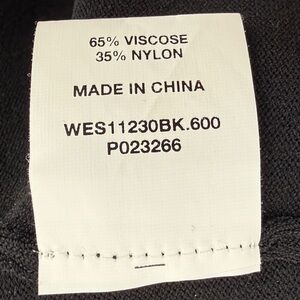 65% VISCOSE
35% NYLON
MADE IN CHINA
WES11230BK.600
P023266